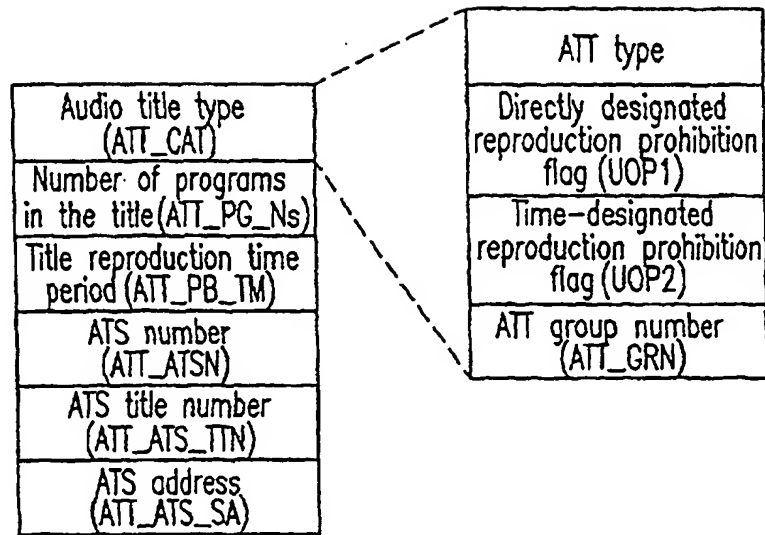 Audio title type
(ATT_CAT)
Number of programs
in the title (ATT_PG_Ns)
Title reproduction time
period (ATT_PB_TM)
ATS number
(ATT_ATSN)
ATS title number
(ATT_ATS_TTN)
ATS address
(ATT_ATS_SA)
ATT type
Directly designated
reproduction prohibition
flag (UOP1)
Time-designated
reproduction prohibition
flag (UOP2)
ATT group number
(ATT_GRN)